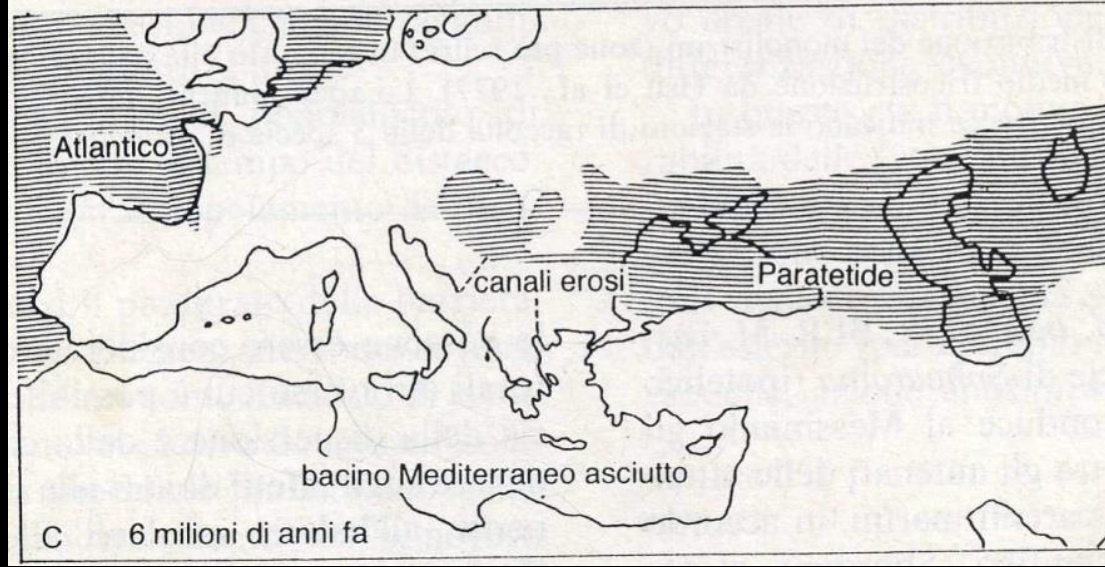 Atlantico
canali erosi
Paratetide
bacino Mediterraneo asciutto
C 6 milioni di anni fa